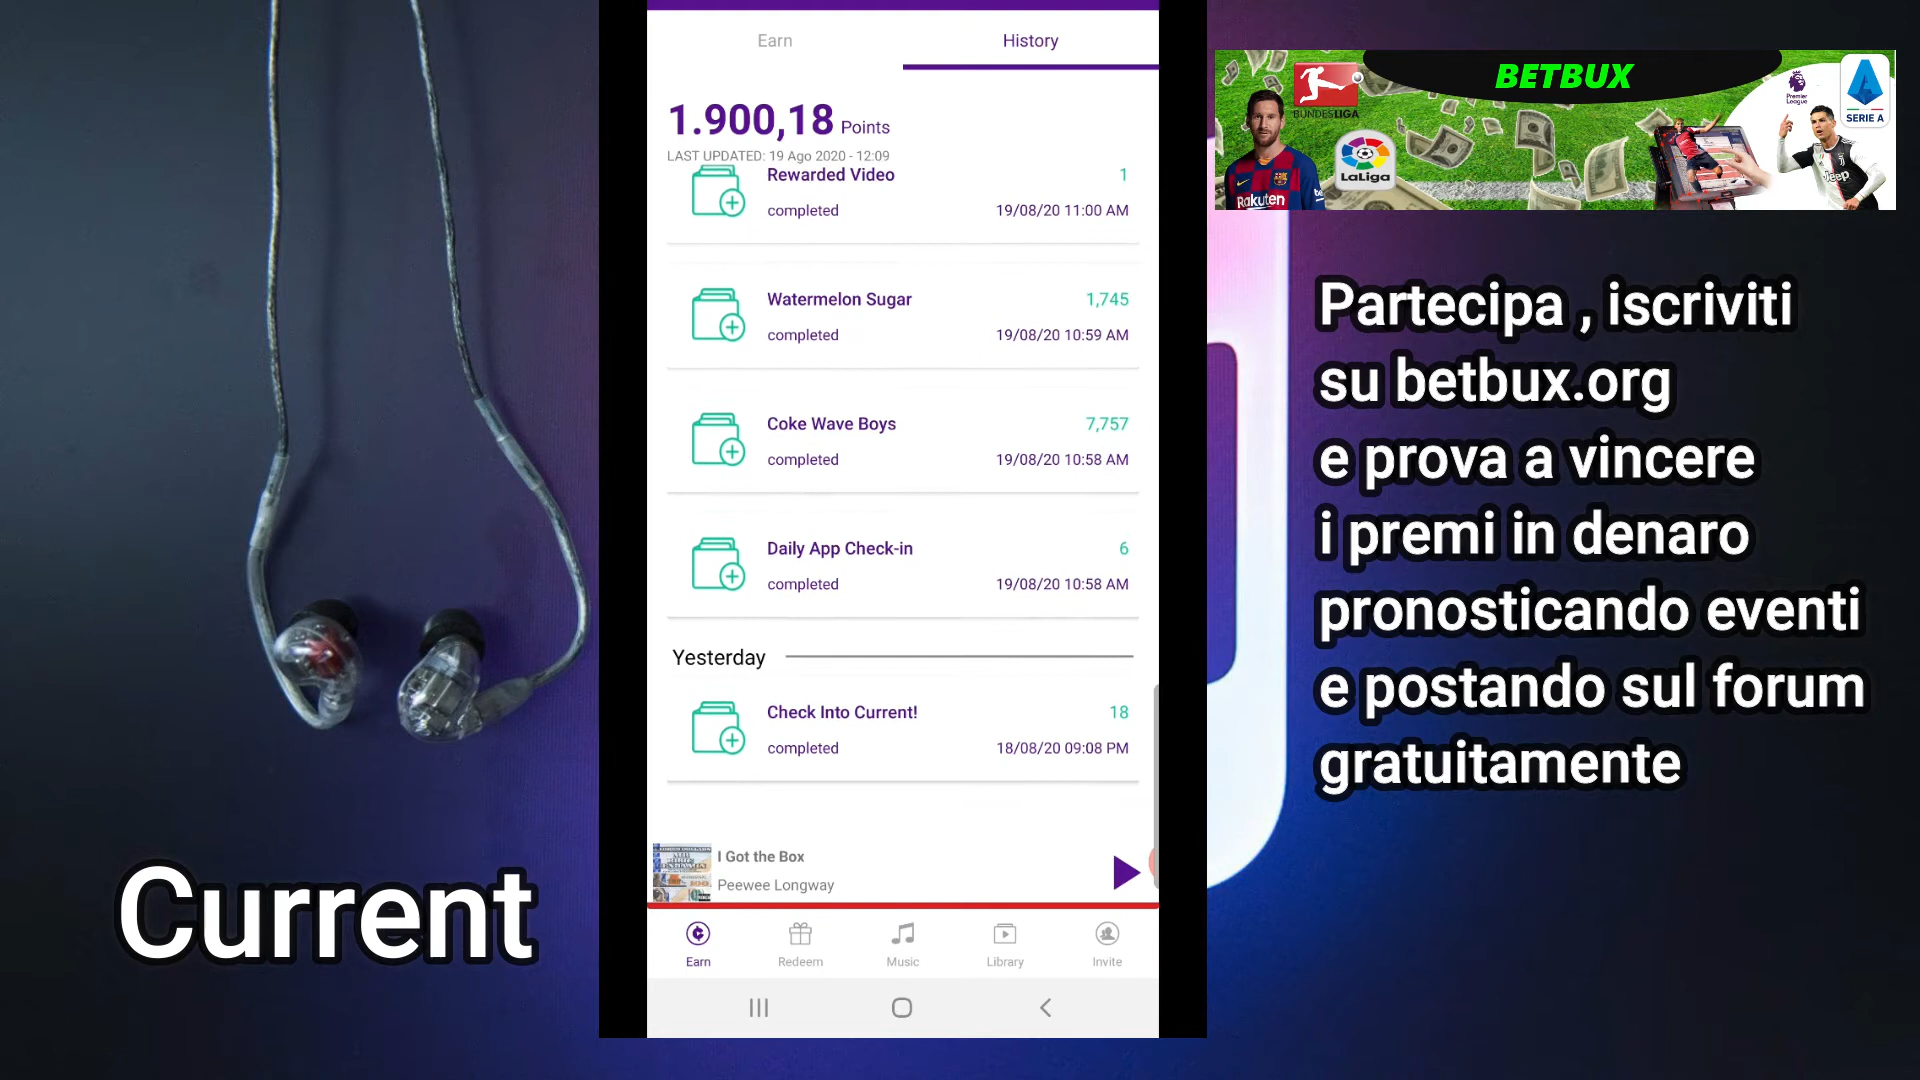 Earn
History
1.900,18 Points
LAST UPDATED: 19 Ago 2020 - 12:09
Rewarded Video
1
completed
19/08/20 11:00 AM
Watermelon Sugar
1,745
completed
19/08/20 10:59 AM
Coke Wave Boys
7,757
completed
19/08/20 10:58 AM
Daily App Check-in
6
completed
19/08/20 10:58 AM
Yesterday
Check Into Current!
18
completed
18/08/20 09:08 PM
I Got the Box
Peewee Longway
Earn
Redeem
Music
Library
Invite
Current
BETBUX
BUNDESLIGA
LaLiga
Rakuten
Premier
League
SERIE A
Jeep
Partecipa , iscriviti
su betbux.org
e prova a vincere
i premi in denaro
pronosticando eventi
e postando sul forum
gratuitamente